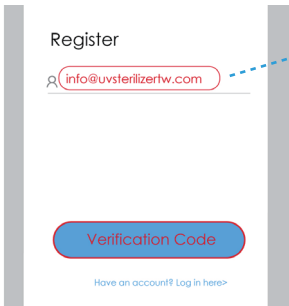 Register
info@uvsterilizertw.com
Verification Code
Have an account? Log in here>